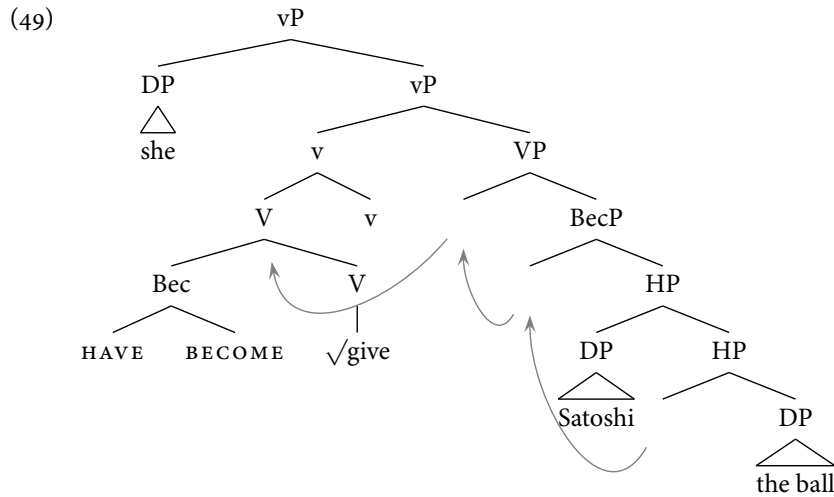 (49) vP
DP vP
she
v VP
V v BecP
Bec V HP
HAVE BECOME √give DP HP
Satoshi DP
the ball